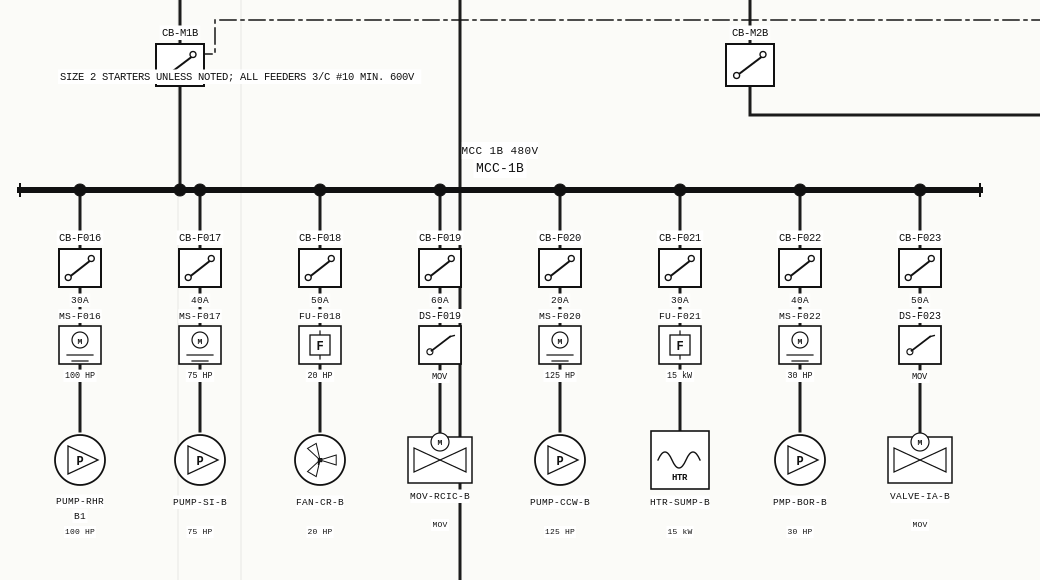 CB-M1B
CB-M2B
SIZE 2 STARTERS UNLESS NOTED; ALL FEEDERS 3/C #10 MIN. 600V
MCC 1B 480V
MCC-1B
CB-F016 CB-F017 CB-F018 CB-F019 CB-F020 CB-F021 CB-F022 CB-F023
30A 40A 50A 60A 20A 30A 40A 50A
MS-F016 MS-F017 FU-F018 DS-F019 MS-F020 FU-F021 MS-F022 DS-F023
M M F M F M
100 HP 75 HP 20 HP MOV 125 HP 15 kW 30 HP MOV
M M
P P P P
HTR
PUMP-RHR PUMP-SI-B FAN-CR-B MOV-RCIC-B PUMP-CCW-B HTR-SUMP-B PMP-BOR-B VALVE-IA-B
B1
100 HP 75 HP 20 HP MOV 125 HP 15 kW 30 HP MOV